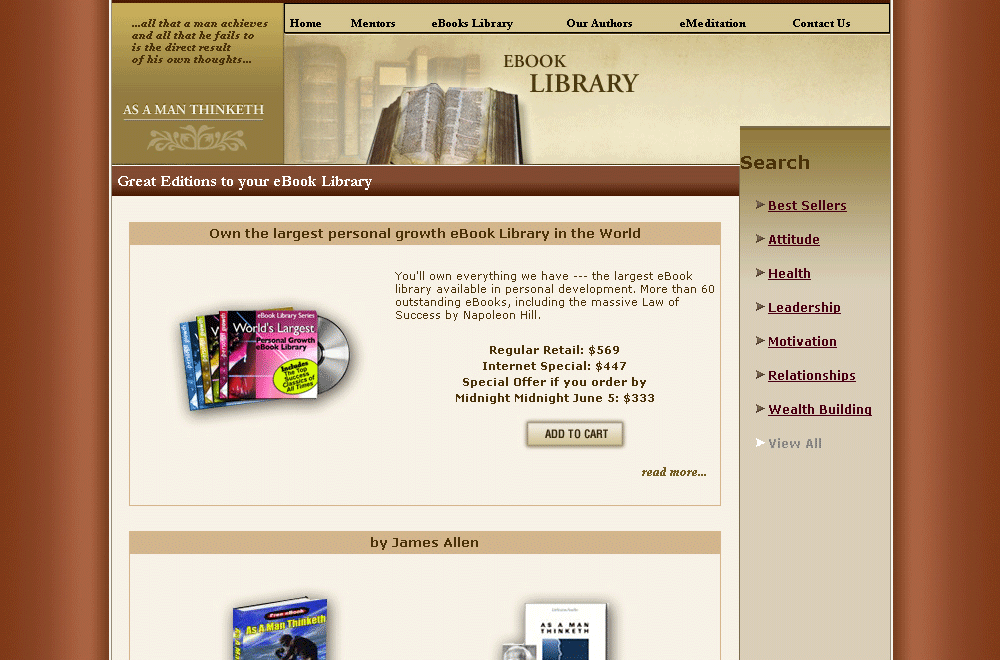 ...all that a man achieves
and all that he fails to
is the direct result
of his own thoughts...
AS A MAN THINKETH
Home Mentors eBooks Library Our Authors eMeditation Contact Us
EBOOK
LIBRARY
Great Editions to your eBook Library
Search
Best Sellers
Attitude
Health
Leadership
Motivation
Relationships
Wealth Building
View All
Own the largest personal growth eBook Library in the World
eBook Library Series
World's Largest
Personal Growth
eBook Library
Includes
The Top
Success
Classics of
All Times
You'll own everything we have --- the largest eBook
library available in personal development. More than 60
outstanding eBooks, including the massive Law of
Success by Napoleon Hill.
Regular Retail: $569
Internet Special: $447
Special Offer if you order by
Midnight Midnight June 5: $333
ADD TO CART
read more...
by James Allen
Free eBook
As A Man Thinketh
AS A MAN
THINKETH